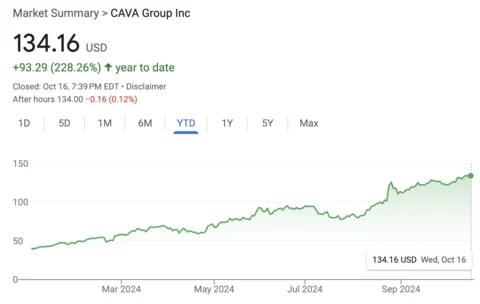 Market Summary > CAVA Group Inc
134.16 USD
+93.29 (228.26%) ↑ year to date
Closed: Oct 16, 7:39 PM EDT • Disclaimer
After hours 134.00 −0.16 (0.12%)
1D 5D 1M 6M YTD 1Y 5Y Max
150
100
50
0
134.16 USD Wed, Oct 16
Mar 2024 May 2024 Jul 2024 Sep 2024